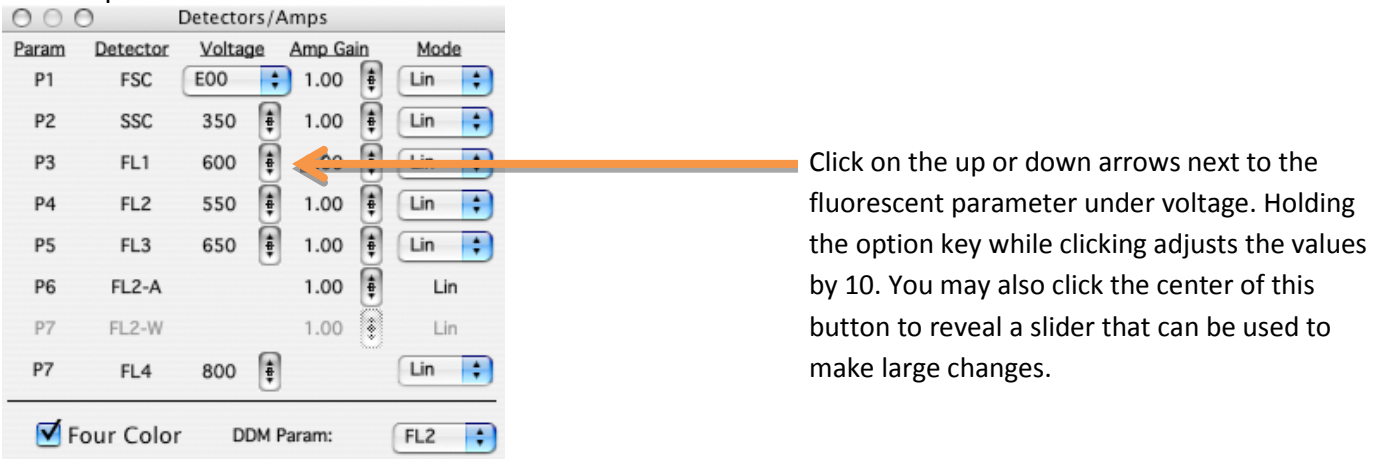 Detectors/Amps
Param Detector Voltage Amp Gain Mode
P1 FSC E00 1.00 Lin
P2 SSC 350 1.00 Lin
P3 FL1 600
P4 FL2 550 1.00 Lin
P5 FL3 650 1.00 Lin
P6 FL2-A 1.00 Lin
P7 FL2-W 1.00 Lin
P7 FL4 800 Lin
Four Color DDM Param: FL2
Click on the up or down arrows next to the
fluorescent parameter under voltage. Holding
the option key while clicking adjusts the values
by 10. You may also click the center of this
button to reveal a slider that can be used to
make large changes.